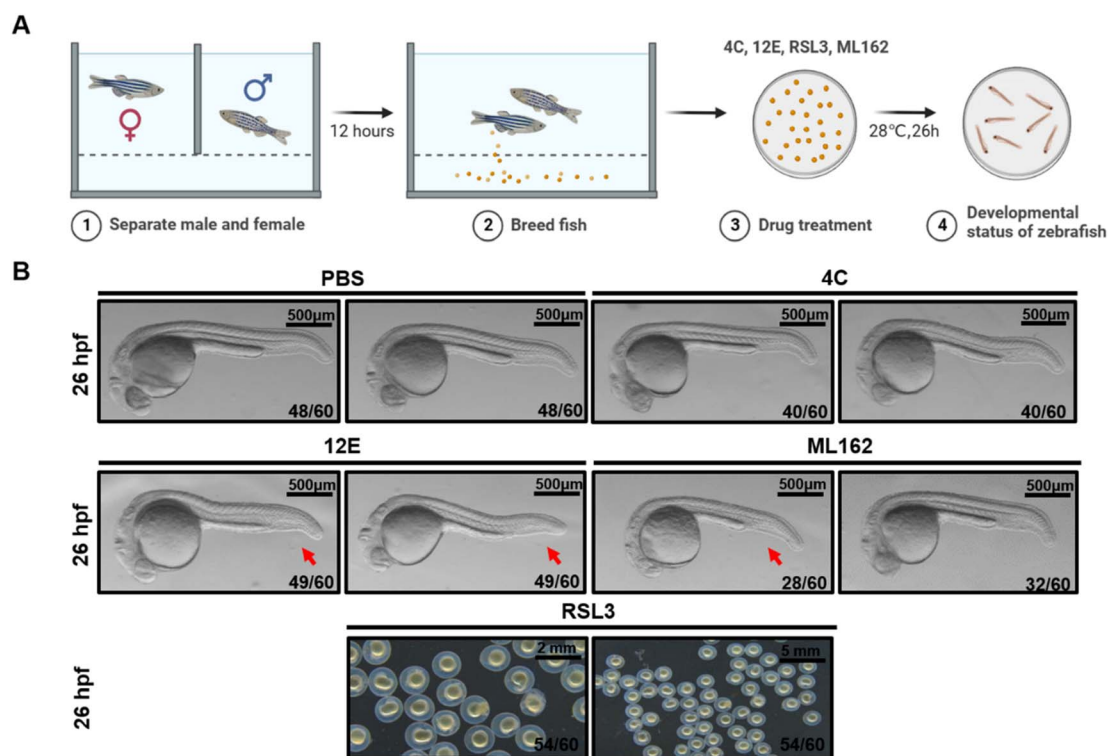 A
4C, 12E, RSL3, ML162
12 hours
28℃,26h
1 Separate male and female
2 Breed fish
3 Drug treatment
4 Developmental
status of zebrafish
B
PBS
4C
26 hpf
500μm
500μm
500μm
500μm
48/60
48/60
40/60
40/60
12E
ML162
26 hpf
500μm
500μm
500μm
500μm
49/60
49/60
28/60
32/60
RSL3
26 hpf
2 mm
5 mm
54/60
54/60